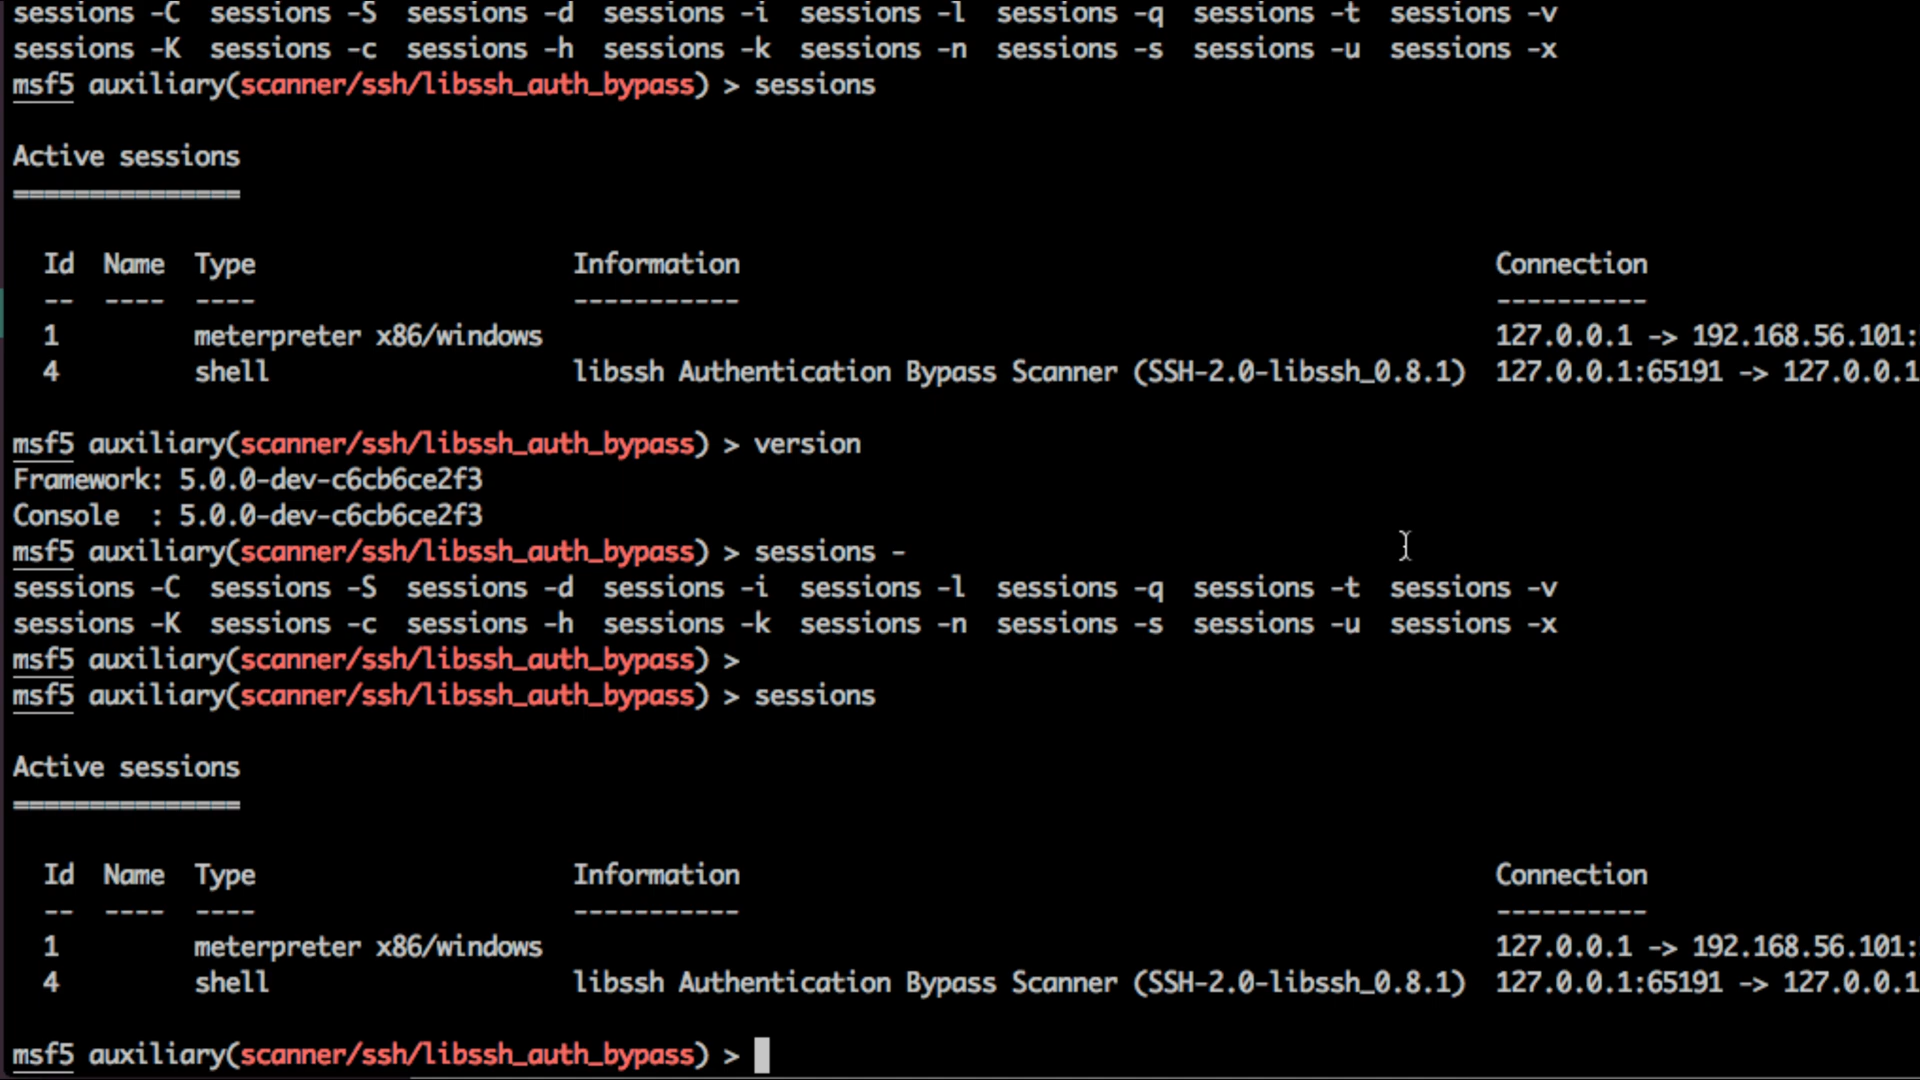 sessions -C  sessions -S  sessions -d  sessions -i  sessions -l  sessions -q  sessions -t  sessions -v
sessions -K  sessions -c  sessions -h  sessions -k  sessions -n  sessions -s  sessions -u  sessions -x
msf5 auxiliary(scanner/ssh/libssh_auth_bypass) > sessions
Active sessions
===============
Id  Name  Type                     Information                                                  Connection
--  ----  ----                     -----------                                                  ----------
1         meterpreter x86/windows                                                               127.0.0.1 -> 192.168.56.101:
4         shell                    libssh Authentication Bypass Scanner (SSH-2.0-libssh_0.8.1)  127.0.0.1:65191 -> 127.0.0.1
msf5 auxiliary(scanner/ssh/libssh_auth_bypass) > version
Framework: 5.0.0-dev-c6cb6ce2f3
Console  : 5.0.0-dev-c6cb6ce2f3
msf5 auxiliary(scanner/ssh/libssh_auth_bypass) > sessions -
sessions -C  sessions -S  sessions -d  sessions -i  sessions -l  sessions -q  sessions -t  sessions -v
sessions -K  sessions -c  sessions -h  sessions -k  sessions -n  sessions -s  sessions -u  sessions -x
msf5 auxiliary(scanner/ssh/libssh_auth_bypass) >
msf5 auxiliary(scanner/ssh/libssh_auth_bypass) > sessions
Active sessions
===============
Id  Name  Type                     Information                                                  Connection
--  ----  ----                     -----------                                                  ----------
1         meterpreter x86/windows                                                               127.0.0.1 -> 192.168.56.101:
4         shell                    libssh Authentication Bypass Scanner (SSH-2.0-libssh_0.8.1)  127.0.0.1:65191 -> 127.0.0.1
msf5 auxiliary(scanner/ssh/libssh_auth_bypass) >